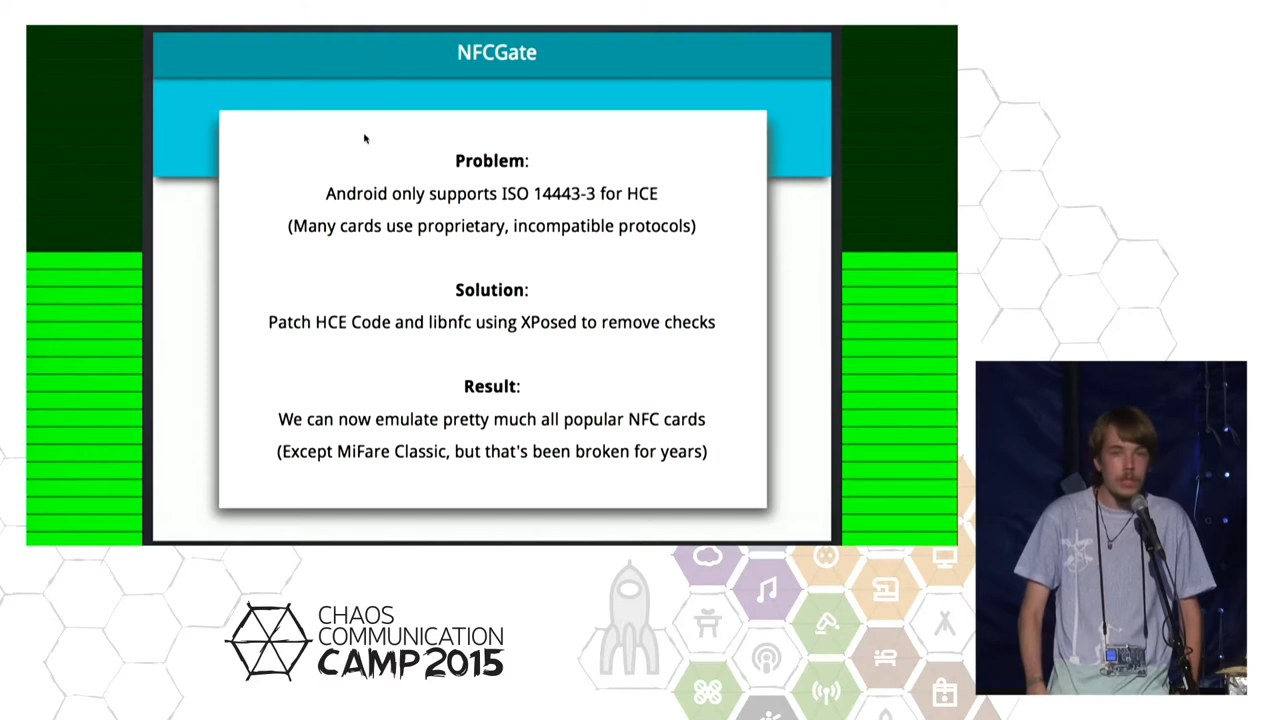 NFCGate
Problem:
Android only supports ISO 14443-3 for HCE
(Many cards use proprietary, incompatible protocols)
Solution:
Patch HCE Code and libnfc using XPosed to remove checks
Result:
We can now emulate pretty much all popular NFC cards
(Except MiFare Classic, but that's been broken for years)
CHAOS
COMMUNICATION
CAMP 2015